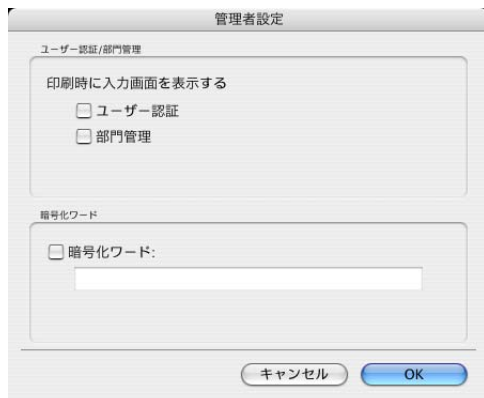 管理者設定
ユーザー認証/部門管理
印刷時に入力画面を表示する
ユーザー認証
部門管理
暗号化ワード
暗号化ワード:
キャンセル
OK